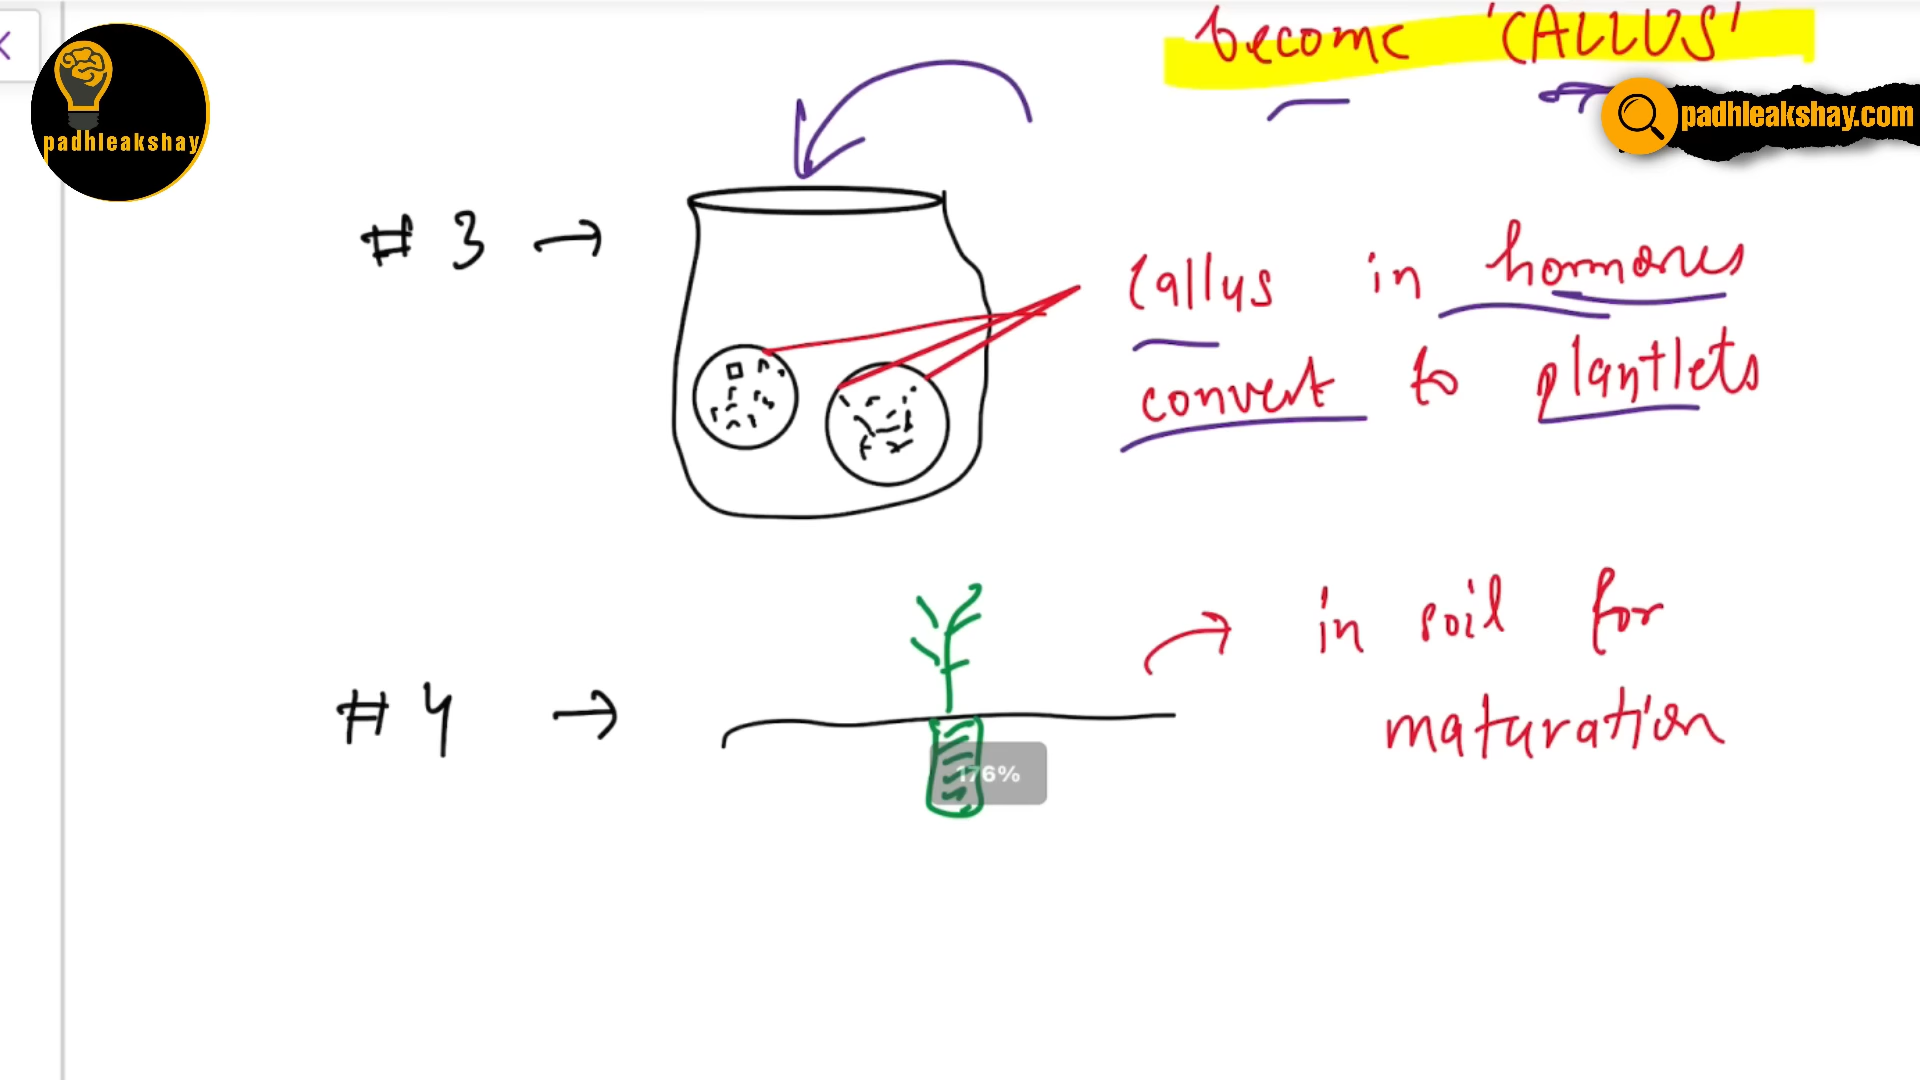 become 'CALLUS'
padhleakshay
padhleakshay.com
# 3 →
Callus in hormones
convert to plantlets
# 4 →
in soil for
maturation
176%